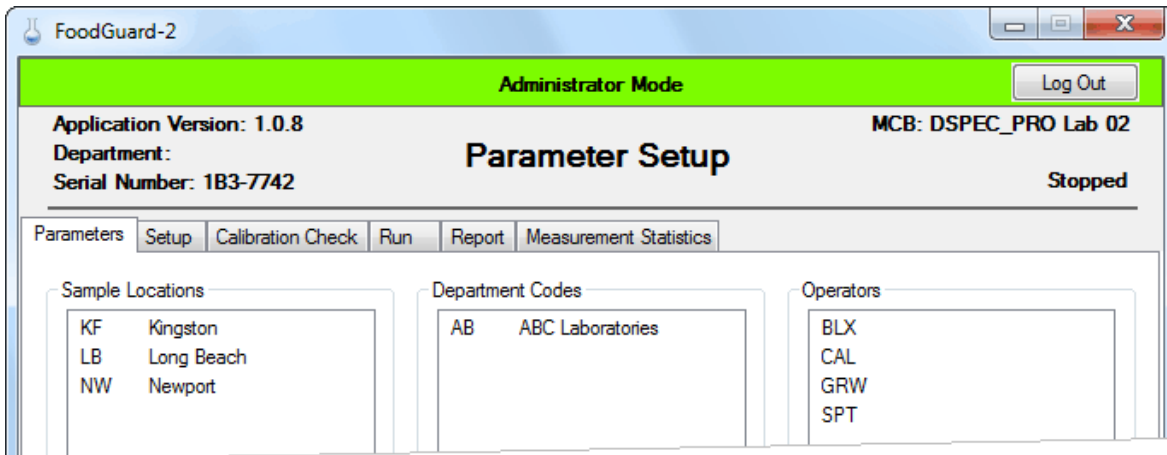 FoodGuard-2
Administrator Mode
Log Out
Application Version: 1.0.8
MCB: DSPEC_PRO Lab 02
Department:
Parameter Setup
Serial Number: 1B3-7742
Stopped
Parameters Setup Calibration Check Run Report Measurement Statistics
Sample Locations
KF Kingston
LB Long Beach
NW Newport
Department Codes
AB ABC Laboratories
Operators
BLX
CAL
GRW
SPT